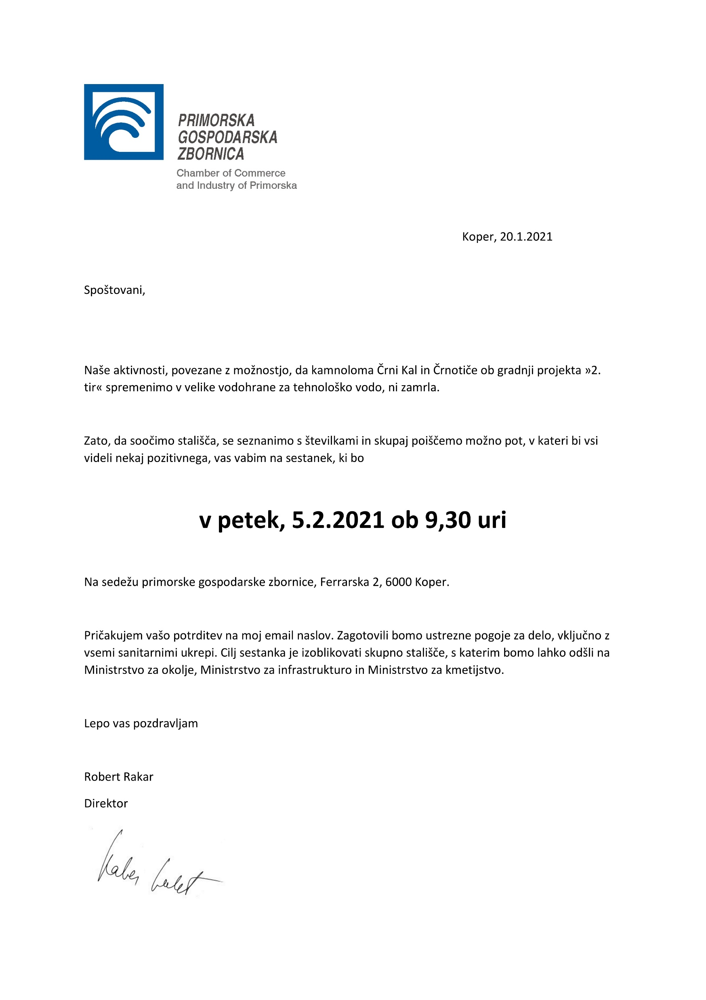 PRIMORSKA
GOSPODARSKA
ZBORNICA
Chamber of Commerce
and Industry of Primorska
Koper, 20.1.2021
Spoštovani,
Naše aktivnosti, povezane z možnostjo, da kamnoloma Črni Kal in Črnotiče ob gradnji projekta »2.
tir« spremenimo v velike vodohrane za tehnološko vodo, ni zamrla.
Zato, da soočimo stališča, se seznanimo s številkami in skupaj poiščemo možno pot, v kateri bi vsi
videli nekaj pozitivnega, vas vabim na sestanek, ki bo
v petek, 5.2.2021 ob 9,30 uri
Na sedežu primorske gospodarske zbornice, Ferrarska 2, 6000 Koper.
Pričakujem vašo potrditev na moj email naslov. Zagotovili bomo ustrezne pogoje za delo, vključno z
vsemi sanitarnimi ukrepi. Cilj sestanka je izoblikovati skupno stališče, s katerim bomo lahko odšli na
Ministrstvo za okolje, Ministrstvo za infrastrukturo in Ministrstvo za kmetijstvo.
Lepo vas pozdravljam
Robert Rakar
Direktor